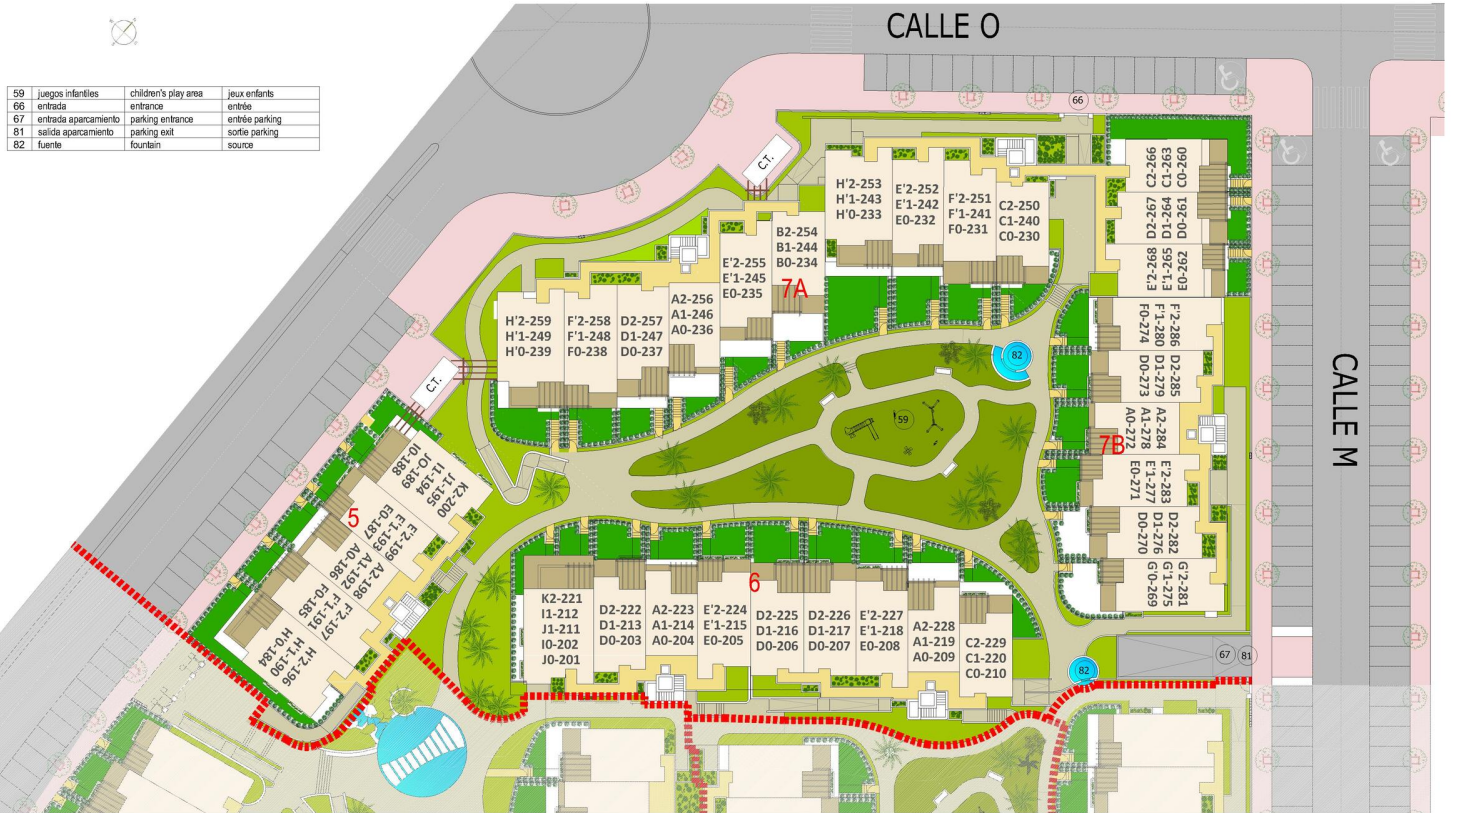 CALLE O
59 juegos infantiles children's play area jeux enfants
66 entrada entrance entrée
67 entrada aparcamiento parking entrance entrée parking
81 salida aparcamiento parking exit sortie parking
82 fuente fountain source
66
C.T.
H'2-253
H'1-243
H'0-233
E'2-252
E'1-242
E0-232
F'2-251
F'1-241
F0-231
C2-250
C1-240
C0-230
C0-260
C1-263
C2-266
D0-261
D1-264
D2-267
E0-262
E'1-265
E'2-268
B2-254
B1-244
B0-234
E'2-255
E'1-245
E0-235
7A
A2-256
A1-246
A0-236
D2-257
D1-247
D0-237
F'2-258
F'1-248
F0-238
H'2-259
H'1-249
H'0-239
C.T.
82
59
F'2-286
F'1-280
F0-274
D2-285
D1-279
D0-273
A2-284
A1-278
A0-272
7B
E'2-283
E'1-277
E0-271
D2-282
D1-276
D0-270
G'2-281
G'1-275
G'0-269
CALLE M
K2-200
J1-195
I1-194
JO-189
I0-188
5
E'2-199
E'1-193
E0-187
A2-198
A1-192
A0-186
F'2-197
F'1-191
F0-185
H'2-196
H'1-190
H'0-184
6
K2-221
I1-212
J1-211
I0-202
J0-201
D2-222
D1-213
D0-203
A2-223
A1-214
A0-204
E'2-224
E'1-215
E0-205
D2-225
D1-216
D0-206
D2-226
D1-217
D0-207
E'2-227
E'1-218
E0-208
A2-228
A1-219
A0-209
C2-229
C1-220
C0-210
82
67
81